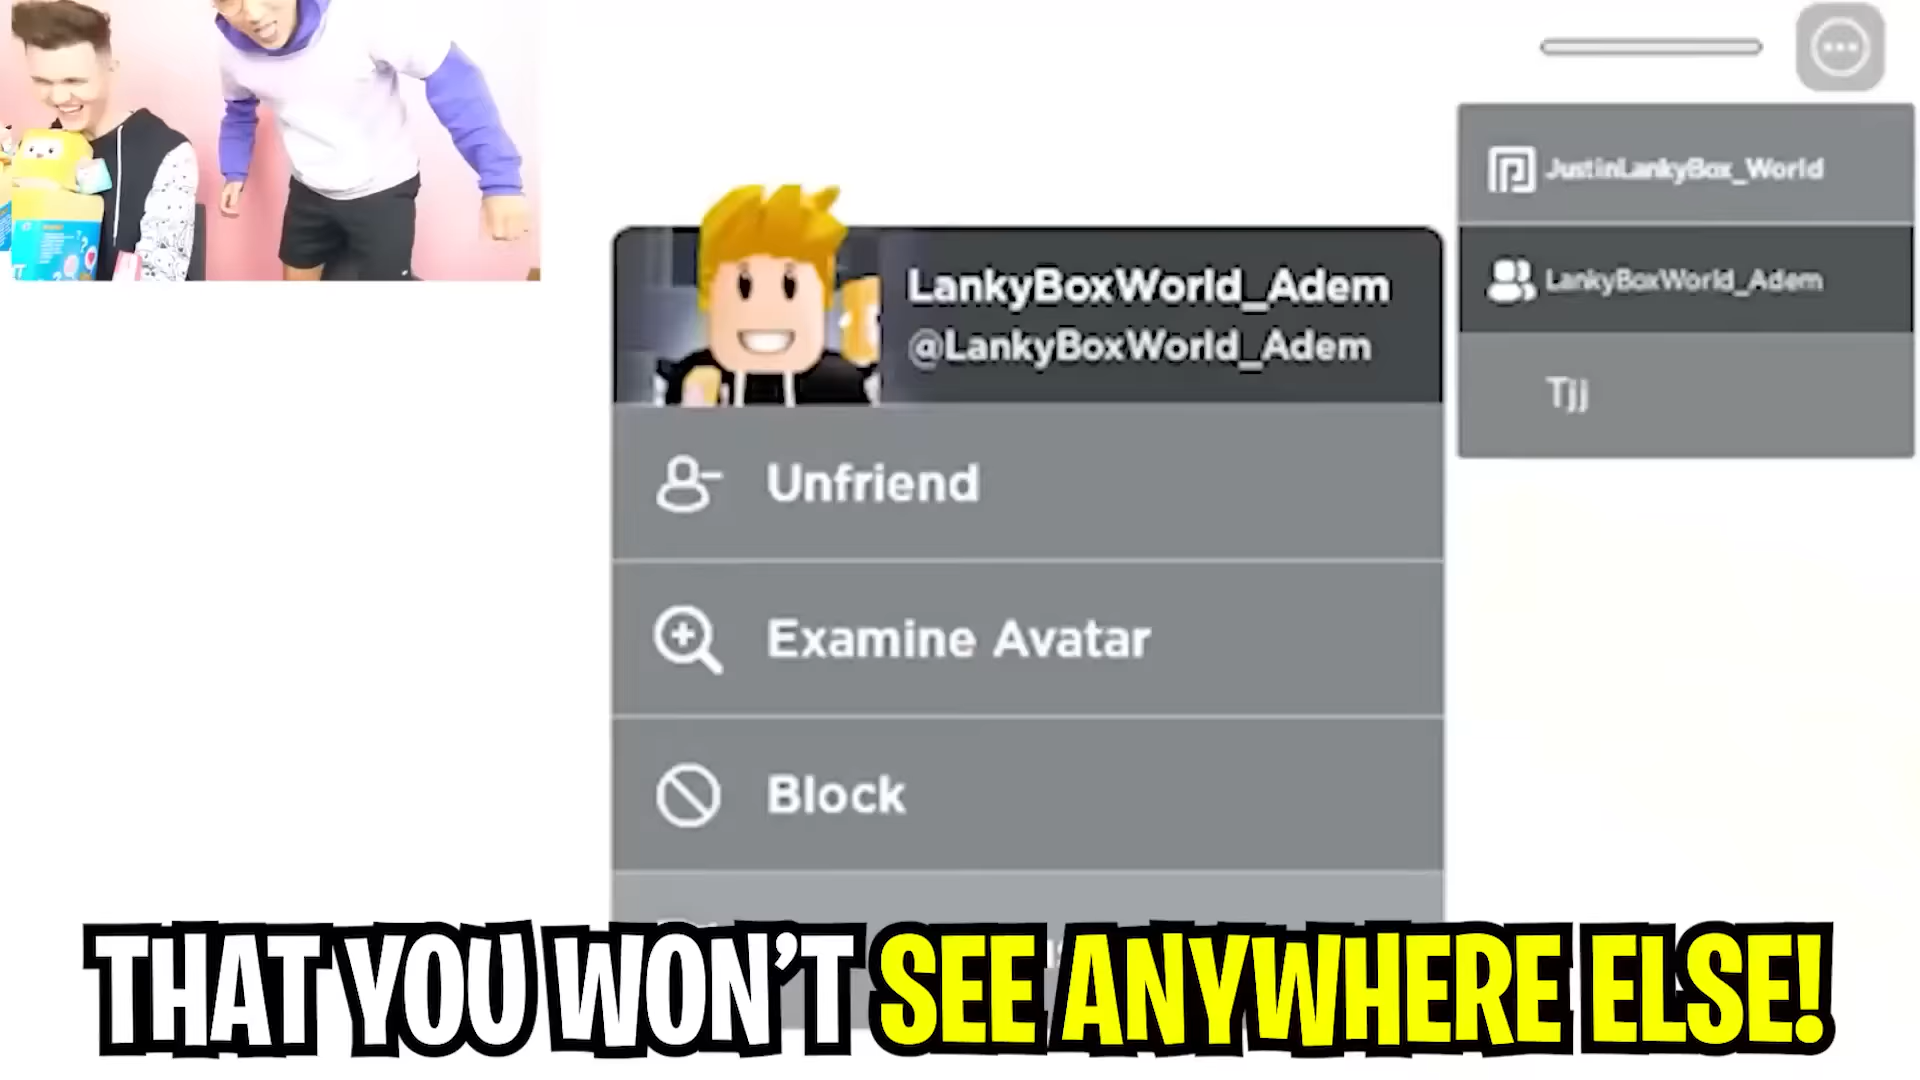 JustinLankyBox_World
LankyBoxWorld_Adem
Tjj
LankyBoxWorld_Adem
@LankyBoxWorld_Adem
Unfriend
Examine Avatar
Block
THAT YOU WON'T SEE ANYWHERE ELSE!